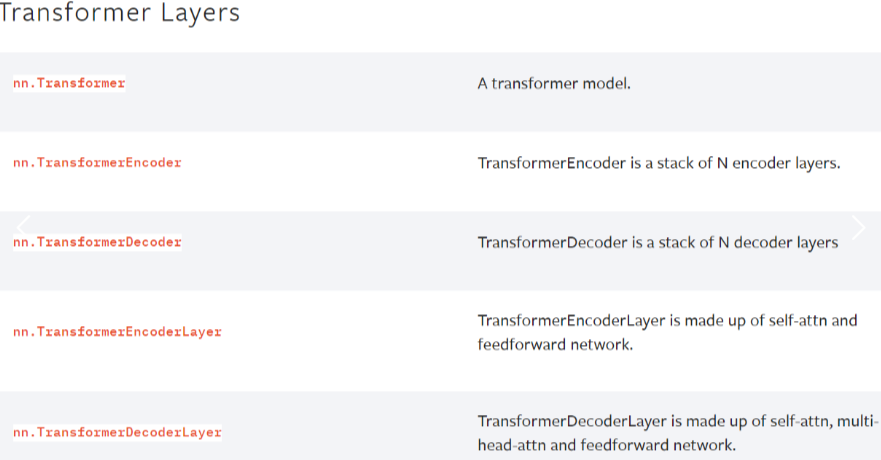 Transformer Layers
nn.Transformer
A transformer model.
nn.TransformerEncoder
TransformerEncoder is a stack of N encoder layers.
nn.TransformerDecoder
TransformerDecoder is a stack of N decoder layers
nn.TransformerEncoderLayer
TransformerEncoderLayer is made up of self-attn and
feedforward network.
nn.TransformerDecoderLayer
TransformerDecoderLayer is made up of self-attn, multi-
head-attn and feedforward network.